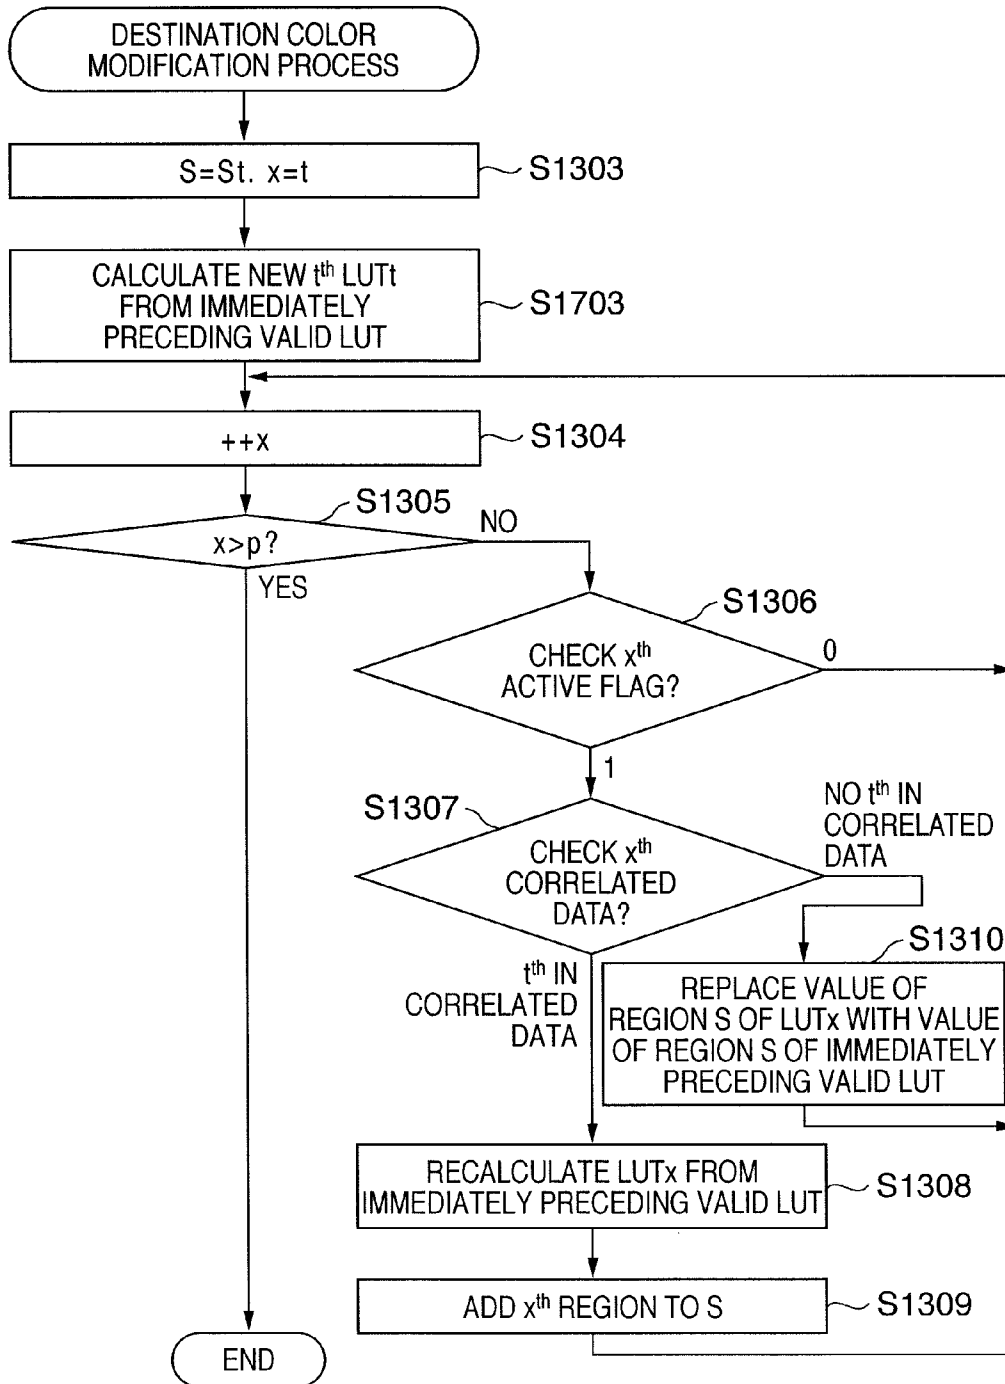 DESTINATION COLOR
MODIFICATION PROCESS
S=St. x=t
S1303
CALCULATE NEW tth LUTt
FROM IMMEDIATELY
PRECEDING VALID LUT
S1703
++x
S1304
S1305
x>p?
NO
YES
S1306
CHECK xth
ACTIVE FLAG?
0
1
S1307
CHECK xth
CORRELATED
DATA?
NO tth IN
CORRELATED
DATA
tth IN
CORRELATED
DATA
S1310
REPLACE VALUE OF
REGION S OF LUTx WITH VALUE
OF REGION S OF IMMEDIATELY
PRECEDING VALID LUT
RECALCULATE LUTx FROM
IMMEDIATELY PRECEDING VALID LUT
S1308
ADD xth REGION TO S
S1309
END